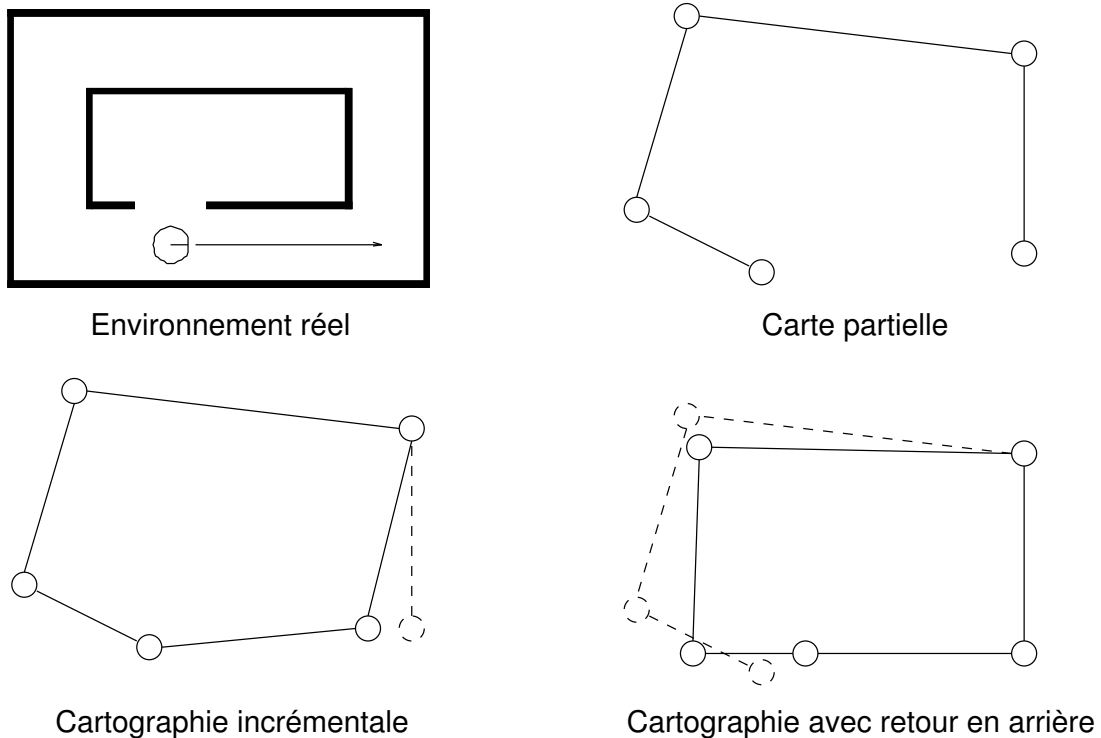 Environnement réel
Carte partielle
Cartographie incrémentale
Cartographie avec retour en arrière